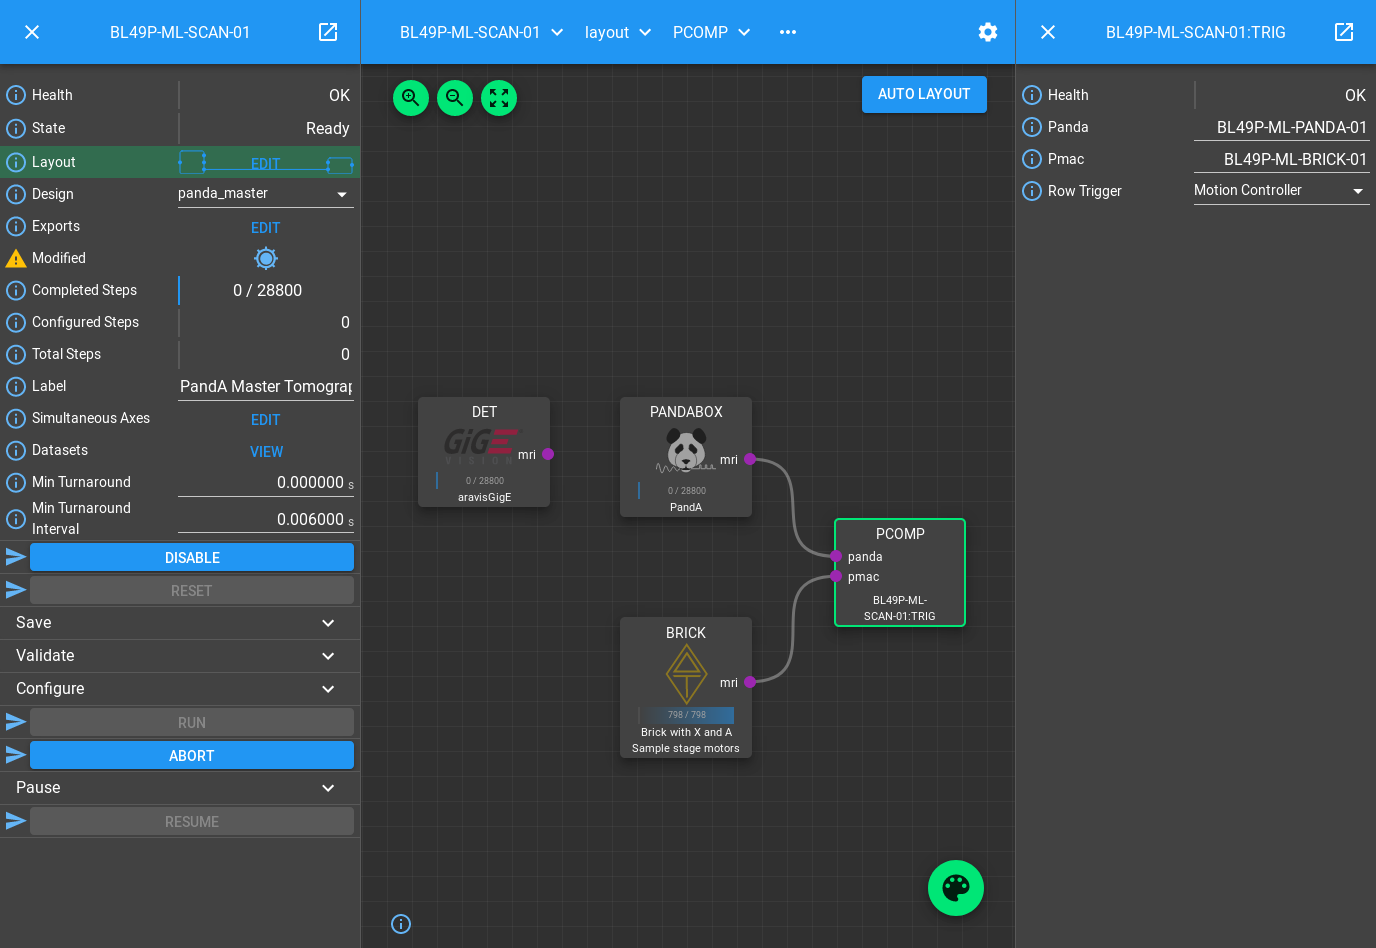 BL49P-ML-SCAN-01
Health
OK
State
Ready
Layout
EDIT
Design
panda_master
Exports
EDIT
Modified
Completed Steps
0 / 28800
Configured Steps
0
Total Steps
0
Label
PandA Master Tomograp
Simultaneous Axes
EDIT
Datasets
VIEW
Min Turnaround
0.000000 s
Min Turnaround
Interval
0.006000 s
DISABLE
RESET
Save
Validate
Configure
RUN
ABORT
Pause
RESUME
BL49P-ML-SCAN-01
layout
PCOMP
AUTO LAYOUT
DET
GiGE
VISION
mri
0 / 28800
aravisGigE
PANDABOX
mri
0 / 28800
PandA
PCOMP
panda
pmac
BL49P-ML-
SCAN-01:TRIG
BRICK
mri
798 / 798
Brick with X and A
Sample stage motors
BL49P-ML-SCAN-01:TRIG
Health
OK
Panda
BL49P-ML-PANDA-01
Pmac
BL49P-ML-BRICK-01
Row Trigger
Motion Controller